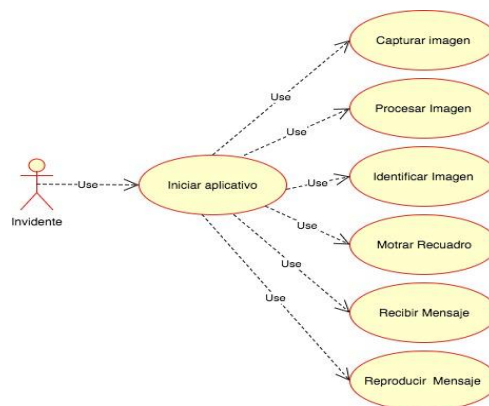 Capturar imagen
Use
Procesar Imagen
Use
Invidente
Use
Iniciar aplicativo
Use
Identificar Imagen
Use
Motrar Recuadro
Use
Recibir Mensaje
Use
Reproducir Mensaje